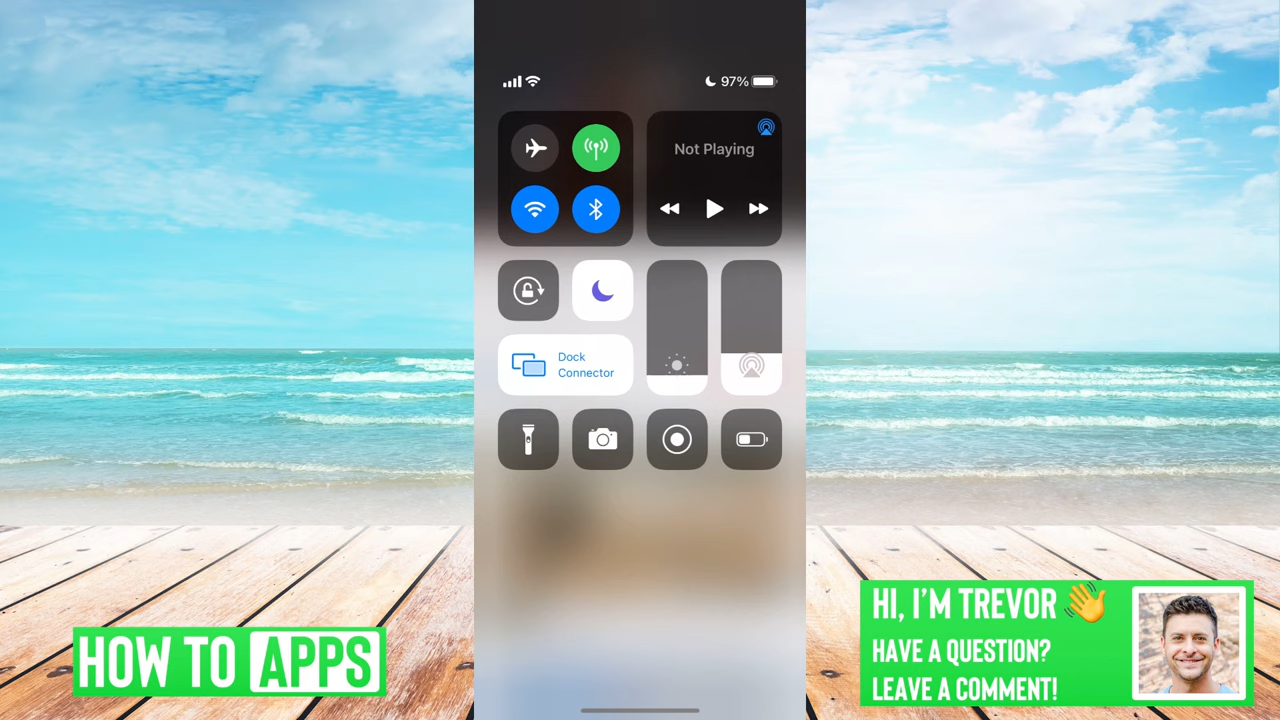 97%
Not Playing
Dock
Connector
HOW TO APPS
HI, I'M TREVOR 👋
HAVE A QUESTION?
LEAVE A COMMENT!